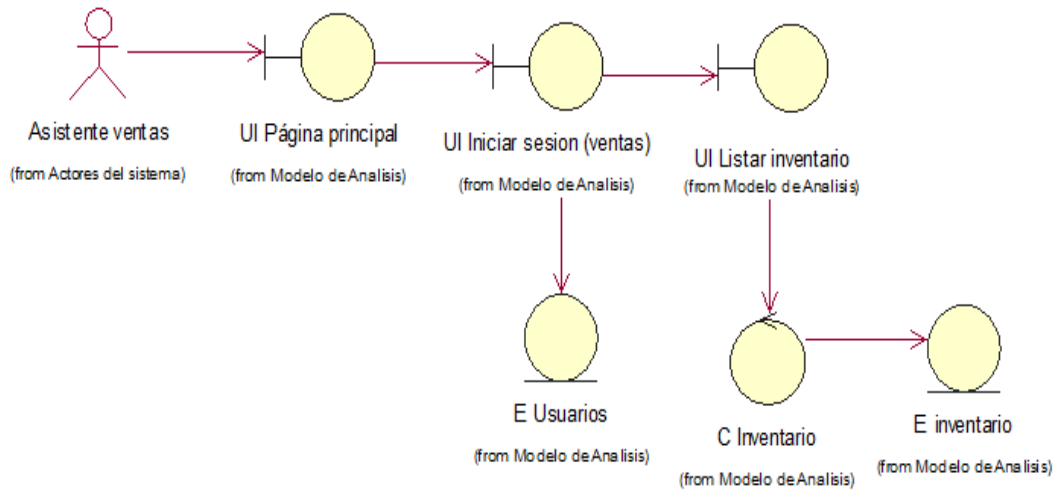 Asistente ventas
(from Actores del sistema)
UI Página principal
(from Modelo de Analisis)
UI Iniciar sesion (ventas)
(from Modelo de Analisis)
UI Listar inventario
(from Modelo de Analisis)
E Usuarios
(from Modelo de Analisis)
C Inventario
(from Modelo de Analisis)
E inventario
(from Modelo de Analisis)